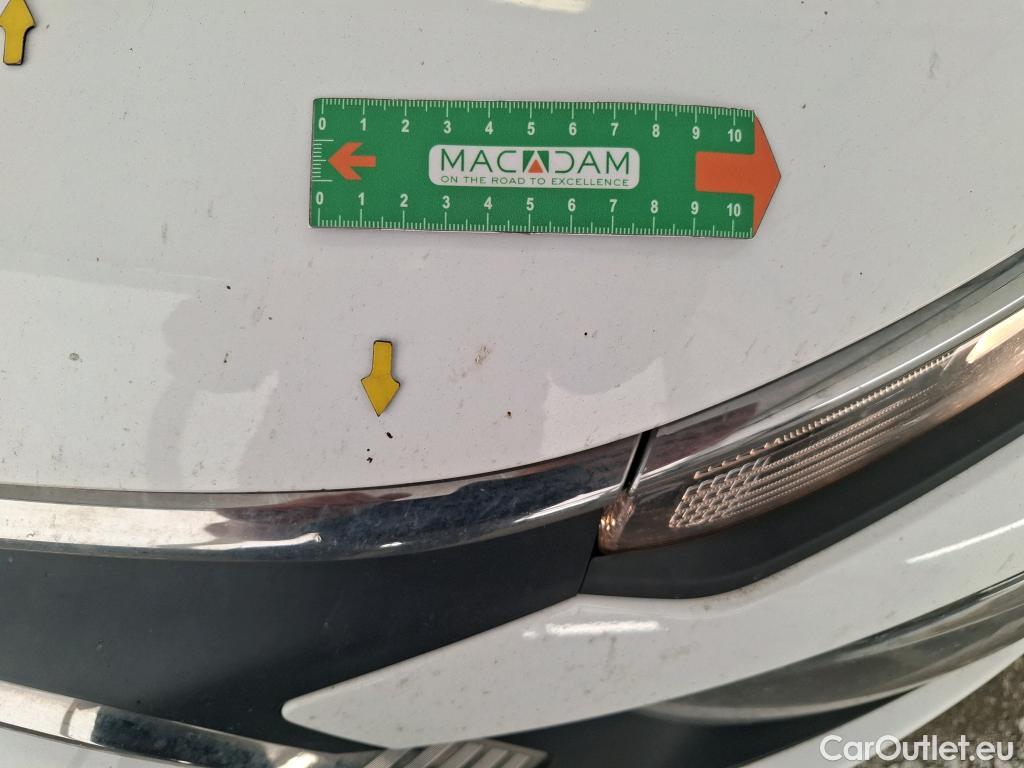 0 1 2 3 4 5 6 7 8 9 10
MACADAM
ON THE ROAD TO EXCELLENCE
0 1 2 3 4 5 6 7 8 9 10
CarOutlet.eu